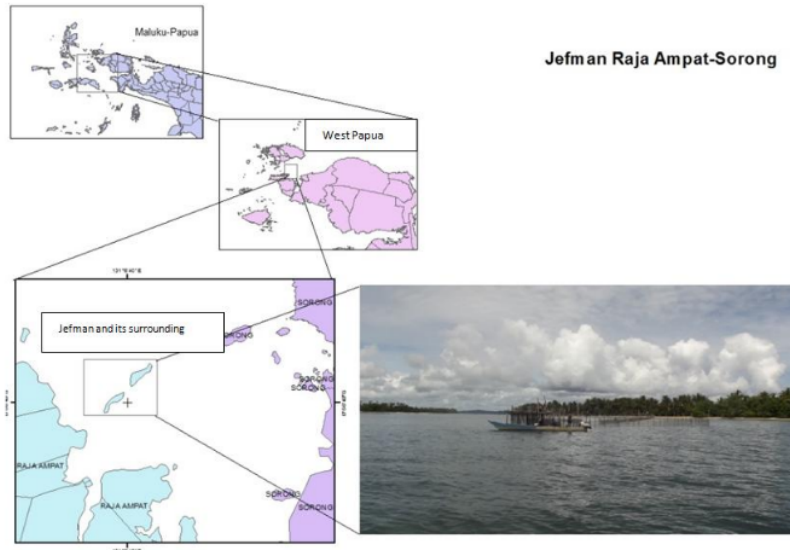 Maluku-Papua
Jefman Raja Ampat-Sorong
West Papua
Jefman and its surrounding
SORONG
SORONG
SORONG
SORONG
RAJA AMPAT
RAJA AMPAT
SORONG